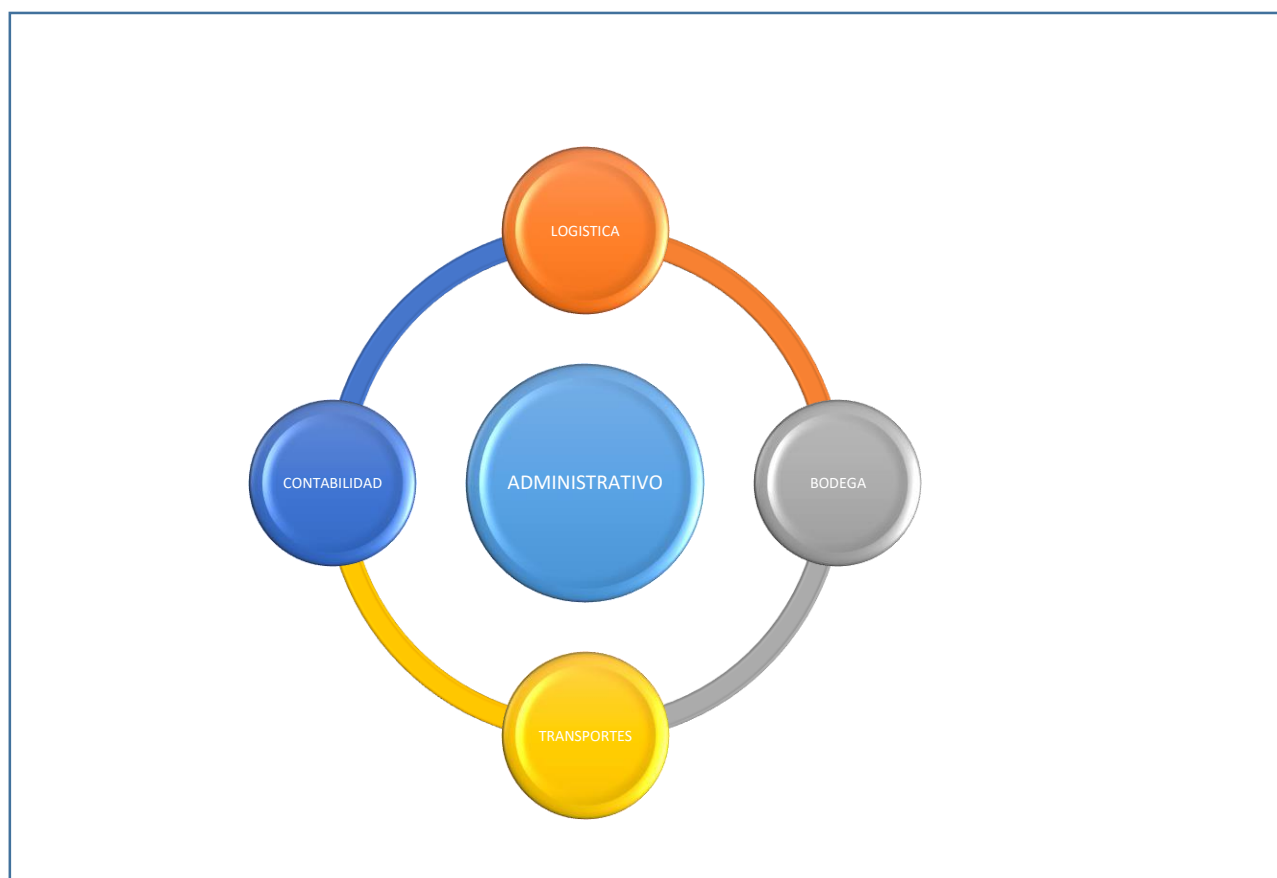 LOGISTICA
CONTABILIDAD
ADMINISTRATIVO
BODEGA
TRANSPORTES